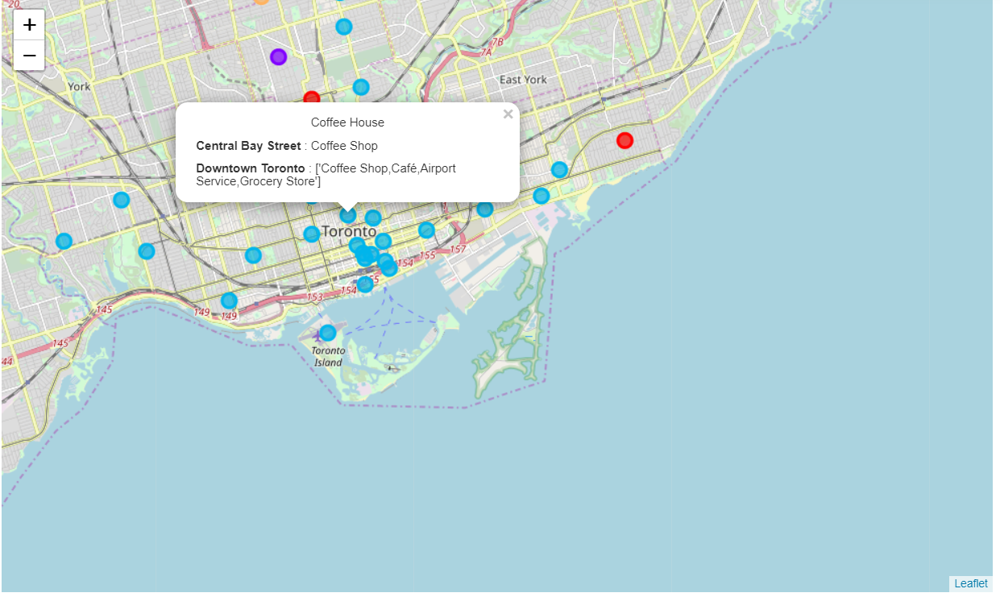 20
+
−
7B
7A
York
East York
×
Coffee House
Central Bay Street : Coffee Shop
Downtown Toronto : ['Coffee Shop,Café,Airport
Service,Grocery Store']
Toronto
157
155
154
55
154
153
145
149
149
145
44
Toronto
Island
Leaflet